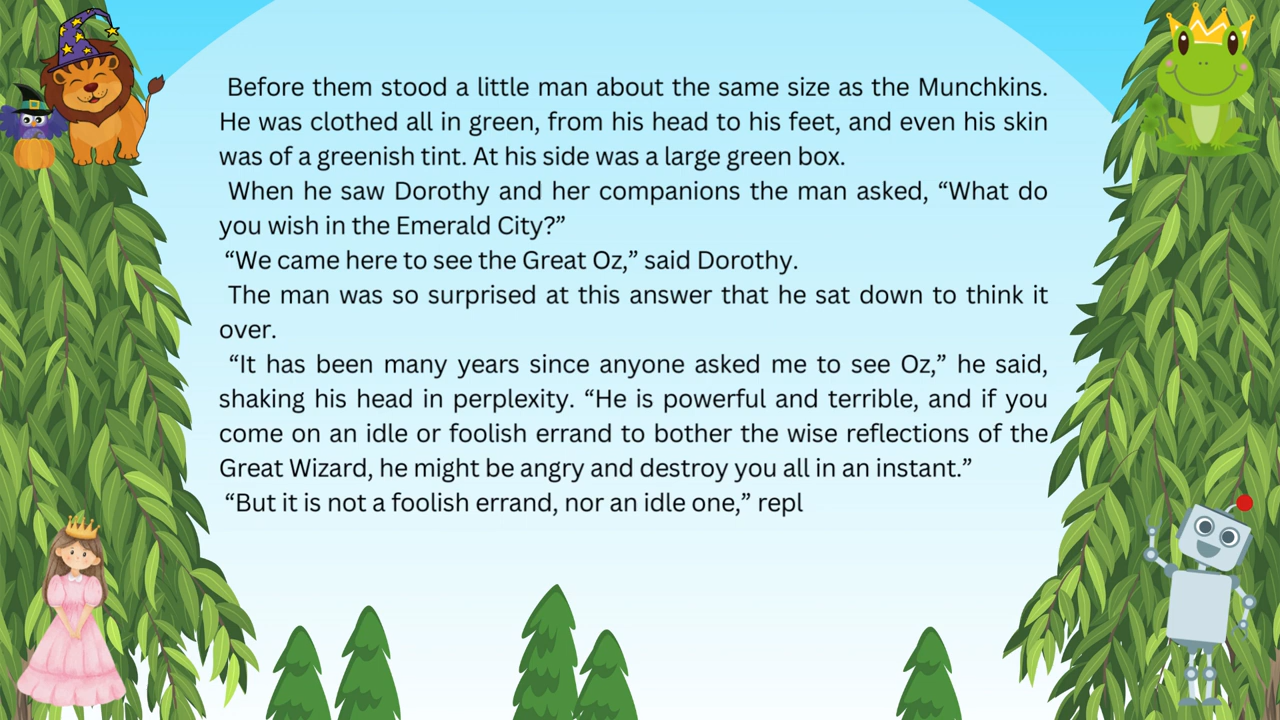 Before them stood a little man about the same size as the Munchkins.
He was clothed all in green, from his head to his feet, and even his skin
was of a greenish tint. At his side was a large green box.
When he saw Dorothy and her companions the man asked, “What do
you wish in the Emerald City?”
“We came here to see the Great Oz,” said Dorothy.
The man was so surprised at this answer that he sat down to think it
over.
“It has been many years since anyone asked me to see Oz,” he said,
shaking his head in perplexity. “He is powerful and terrible, and if you
come on an idle or foolish errand to bother the wise reflections of the
Great Wizard, he might be angry and destroy you all in an instant.”
“But it is not a foolish errand, nor an idle one,” repl